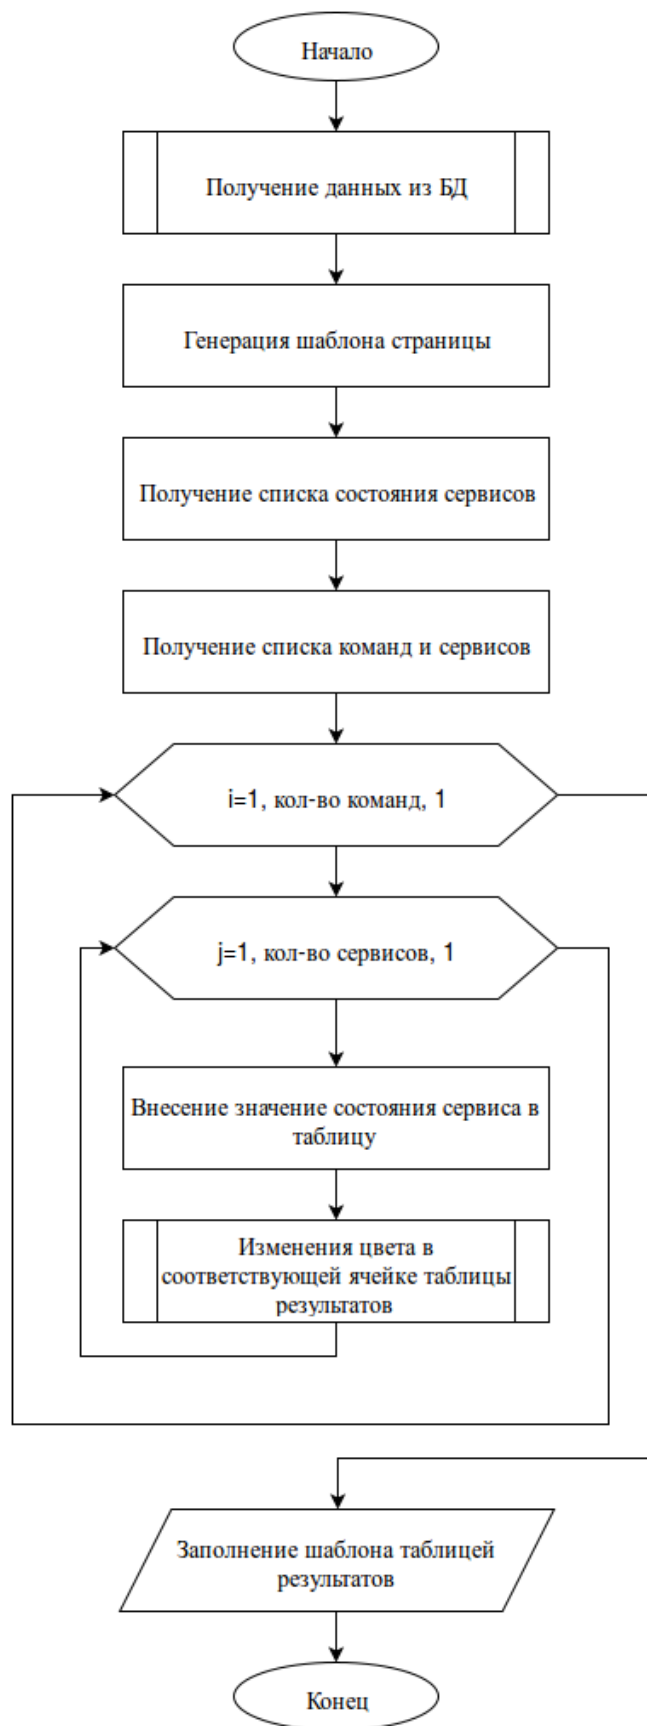 Начало
Получение данных из БД
Генерация шаблона страницы
Получение списка состояния сервисов
Получение списка команд и сервисов
i=1, кол-во команд, 1
j=1, кол-во сервисов, 1
Внесение значение состояния сервиса в
таблицу
Изменения цвета в
соответствующей ячейке таблицы
результатов
Заполнение шаблона таблицей
результатов
Конец